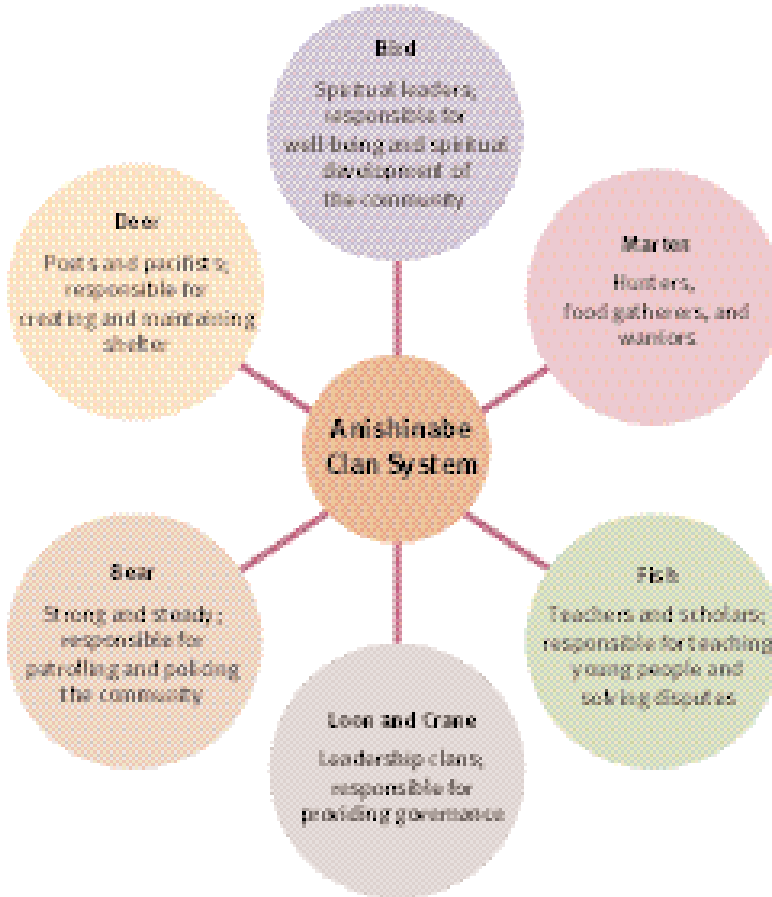 Bird
Spiritual leaders;
responsible for
well-being and spiritual
development of
the community
Deer
Poets and pacifists;
responsible for
creating and maintaining
shelter
Marten
Hunters,
food gatherers, and
warriors
Anishinabe
Clan System
Bear
Strong and steady;
responsible for
patrolling and policing
the community
Fish
Teachers and scholars;
responsible for teaching
young people and
solving disputes
Loon and Crane
Leadership clans;
responsible for
providing governance